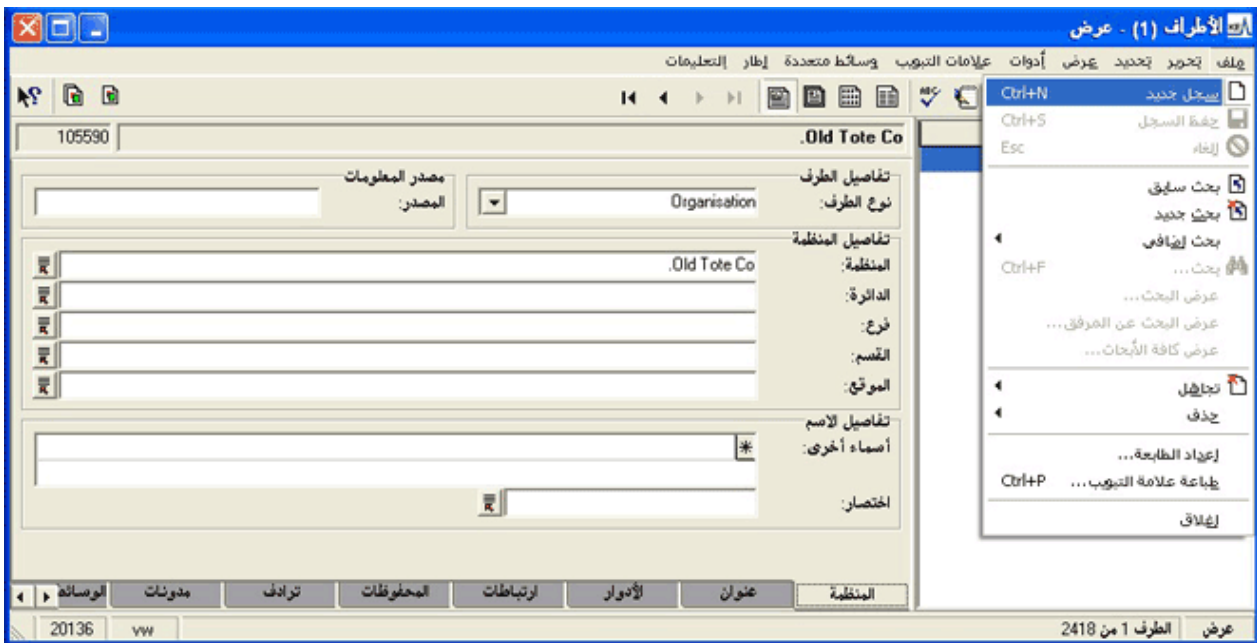 الأطراف (1) - عرض
ملف تحرير تحديد عرض أدوات علامات التبويب وسائط متعددة إطار التعليمات
سجل جديد Ctrl+N
حفظ السجل Ctrl+S
إلغاء Esc
بحث سابق
بحث جديد
بحث إضافي
بحث... Ctrl+F
عرض البحث...
عرض البحث عن المرفق...
عرض كافة الأبحاث...
تجاهل
حذف
إعداد الطابعة...
طباعة علامة التبويب... Ctrl+P
إغلاق
ABC
.Old Tote Co 105590
تفاصيل الطرف
نوع الطرف: Organisation
مصدر المعلومات
المصدر:
تفاصيل المنظمة
المنظمة: .Old Tote Co
الدائرة:
فرع:
القسم:
الموقع:
تفاصيل الاسم
أسماء أخرى:
اختصار:
المنظمة عنوان الأدوار ارتباطات المحفوظات ترادف مدونات الوسائط
عرض الطرف 1 من 2418 vw 20136